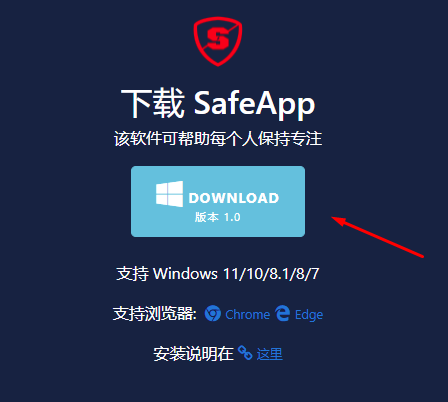 S
下载 SafeApp
该软件可帮助每个人保持专注
DOWNLOAD
版本 1.0
支持 Windows 11/10/8.1/8/7
支持浏览器: Chrome Edge
安装说明在 这里